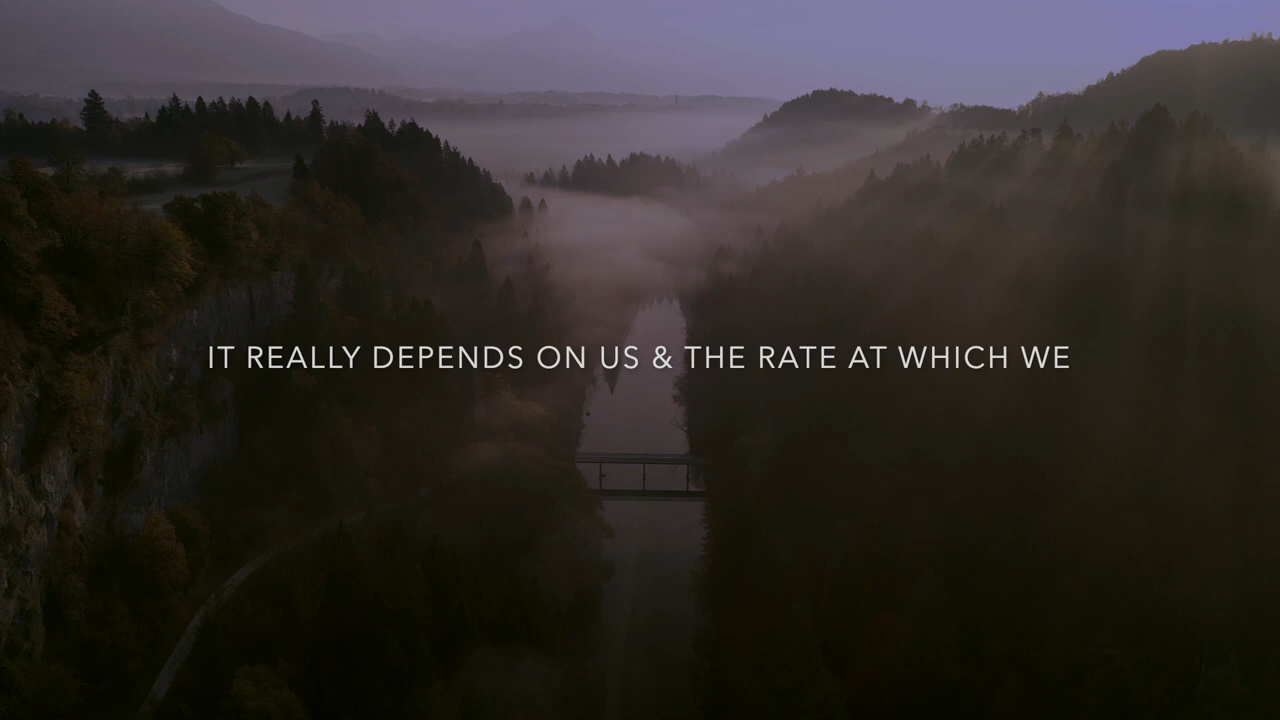 IT REALLY DEPENDS ON US & THE RATE AT WHICH WE